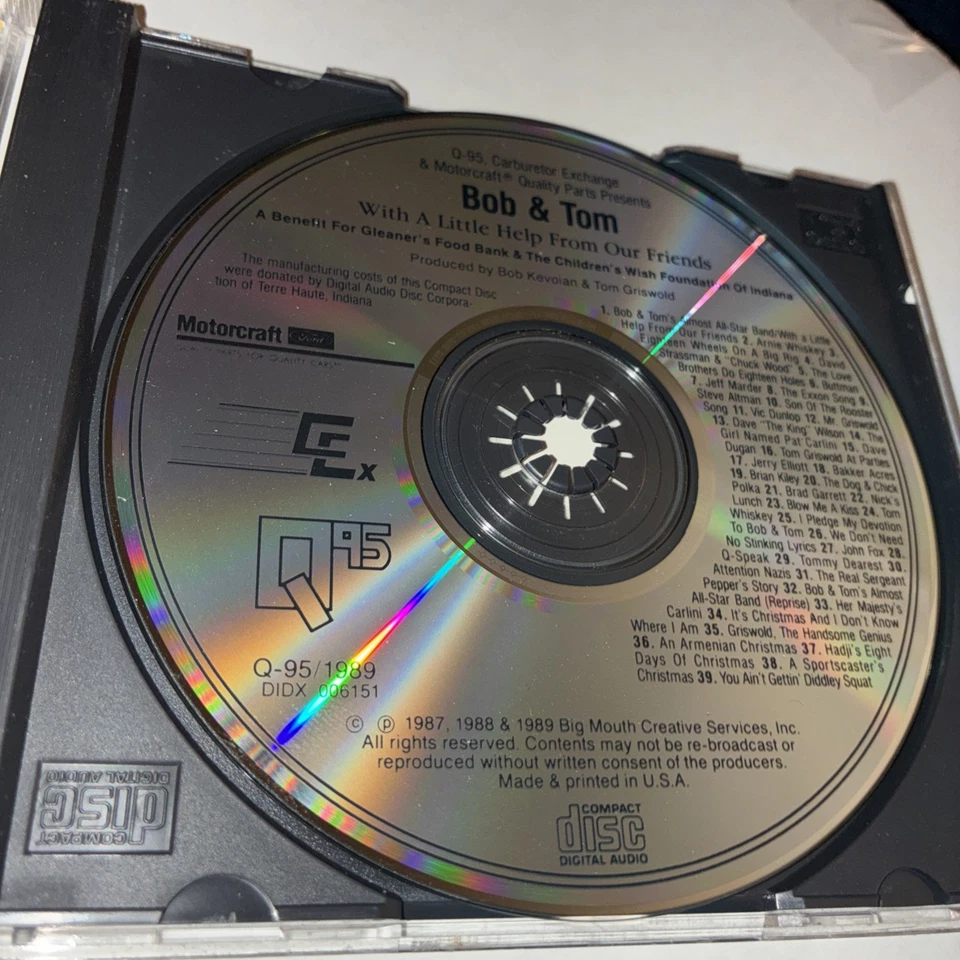 Q-95, Carburetor Exchange
& Motorcraft® Quality Parts Presents
Bob & Tom
With A Little Help From Our Friends
A Benefit For Gleaner's Food Bank & The Children's Wish Foundation Of Indiana
Produced by Bob Kevoian & Tom Griswold
The manufacturing costs of this Compact Disc
were donated by Digital Audio Disc Corpora-
tion of Terre Haute, Indiana
Motorcraft Ford
QUALITY PARTS FOR QUALITY CARS
CE
Ex
Q95
Q-95/1989
DIDX 006151
1. Bob & Tom's Almost All-Star Band/With a Little
Help From Our Friends 2. Arnie Whiskey 3.
Eighteen Wheels On A Big Rig 4. David
Strassman & "Chuck Wood" 5. The Love
Brothers Do Eighteen Holes 6. Buttman
7. Jeff Marder 8. The Exxon Song 9.
Steve Altman 10. Son Of The Rooster
Song 11. Vic Dunlop 12. Mr. Griswold
13. Dave "The King" Wilson 14. The
Girl Named Pat Carlini 15. Dave
Dugan 16. Tom Griswold At Parties
17. Jerry Elliott 18. Bakker Acres
19. Brian Kiley 20. The Dog & Chick
Polka 21. Brad Garrett 22. Nick's
Lunch 23. Blow Me A Kiss 24. Tom
Whiskey 25. I Pledge My Devotion
To Bob & Tom 26. We Don't Need
No Stinking Lyrics 27. John Fox 28.
Q-Speak 29. Tommy Dearest 30.
Attention Nazis 31. The Real Sergeant
Pepper's Story 32. Bob & Tom's Almost
All-Star Band (Reprise) 33. Her Majesty's
Carlini 34. It's Christmas And I Don't Know
Where I Am 35. Griswold, The Handsome Genius
36. An Armenian Christmas 37. Hadji's Eight
Days Of Christmas 38. A Sportscaster's
Christmas 39. You Ain't Gettin' Diddley Squat
© ℗ 1987, 1988 & 1989 Big Mouth Creative Services, Inc.
All rights reserved. Contents may not be re-broadcast or
reproduced without written consent of the producers.
Made & printed in U.S.A.
COMPACT
disc
DIGITAL AUDIO
COMPACT
disc
DIGITAL AUDIO